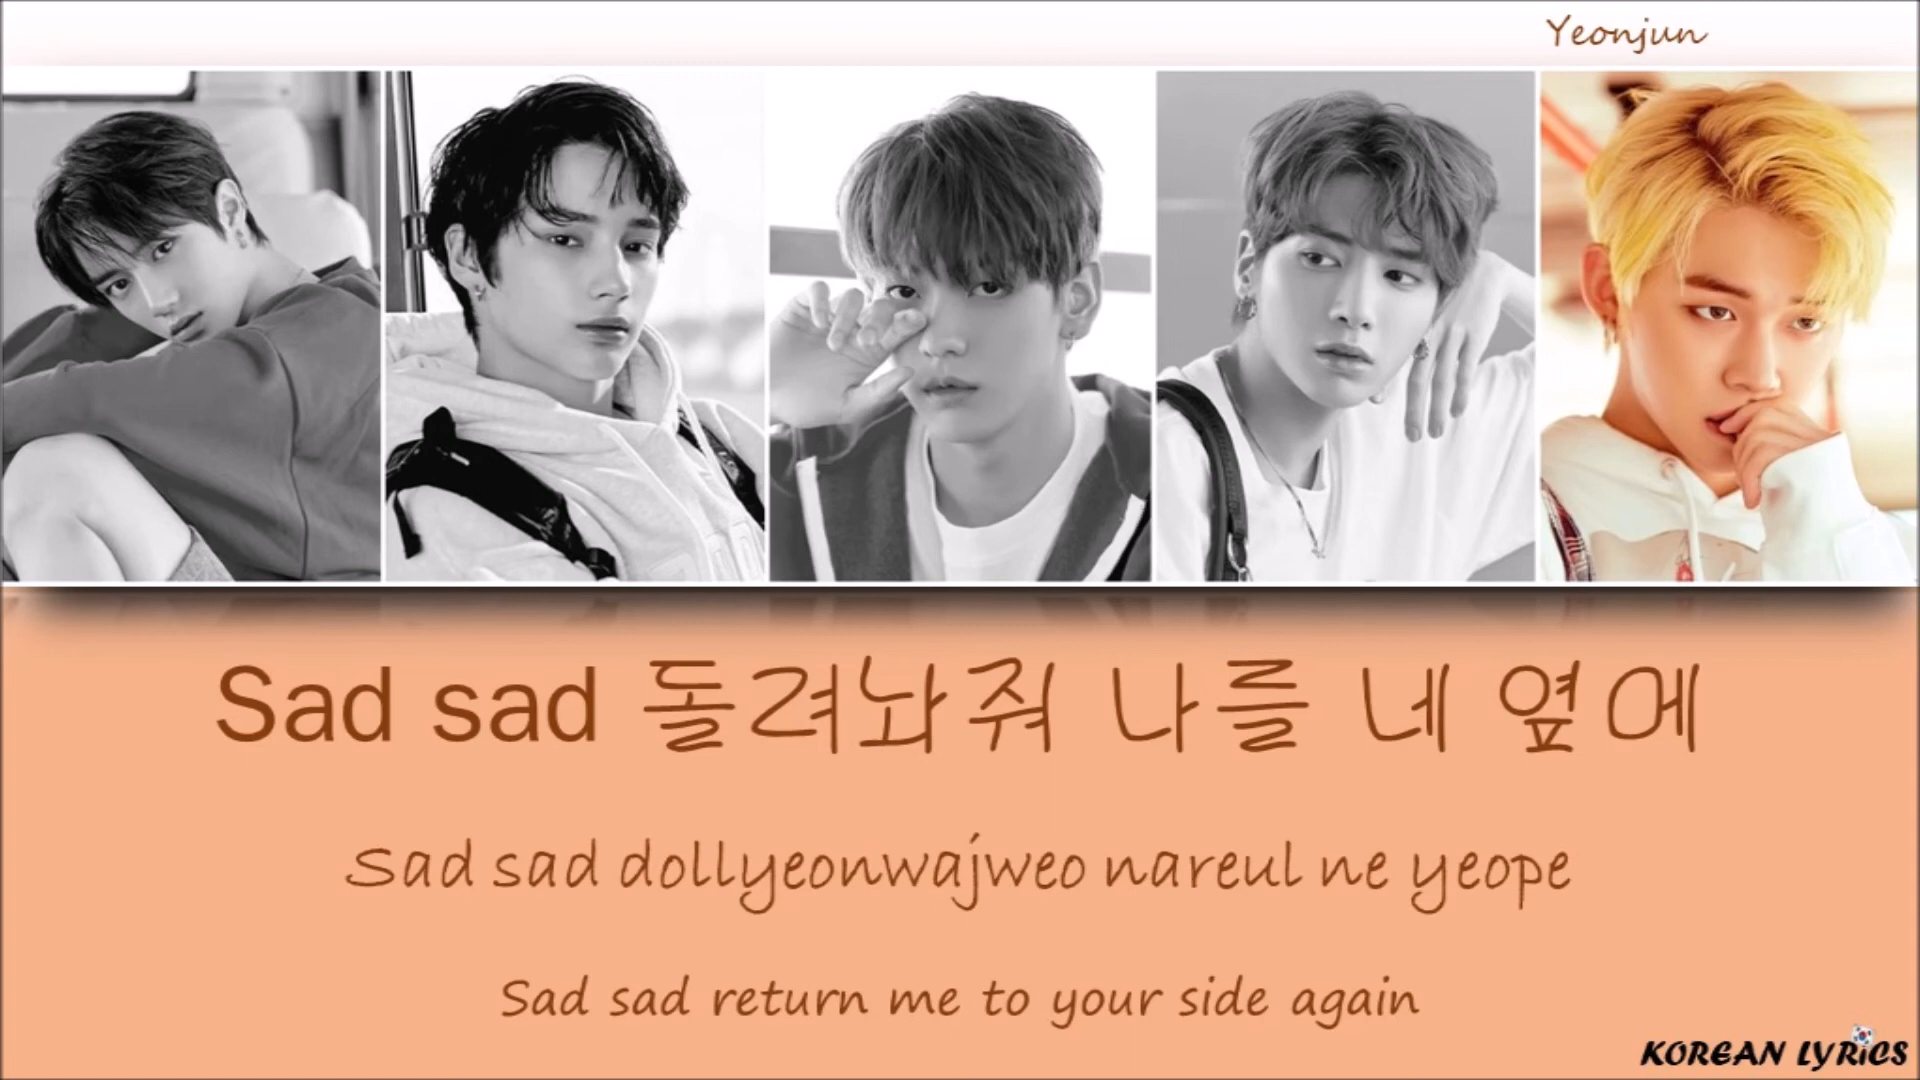 Yeonjun
Sad sad 돌려놔줘 나를 네 옆에
Sad sad dollyeonwajweo nareul ne yeope
Sad sad return me to your side again
KOREAN LYRiCS